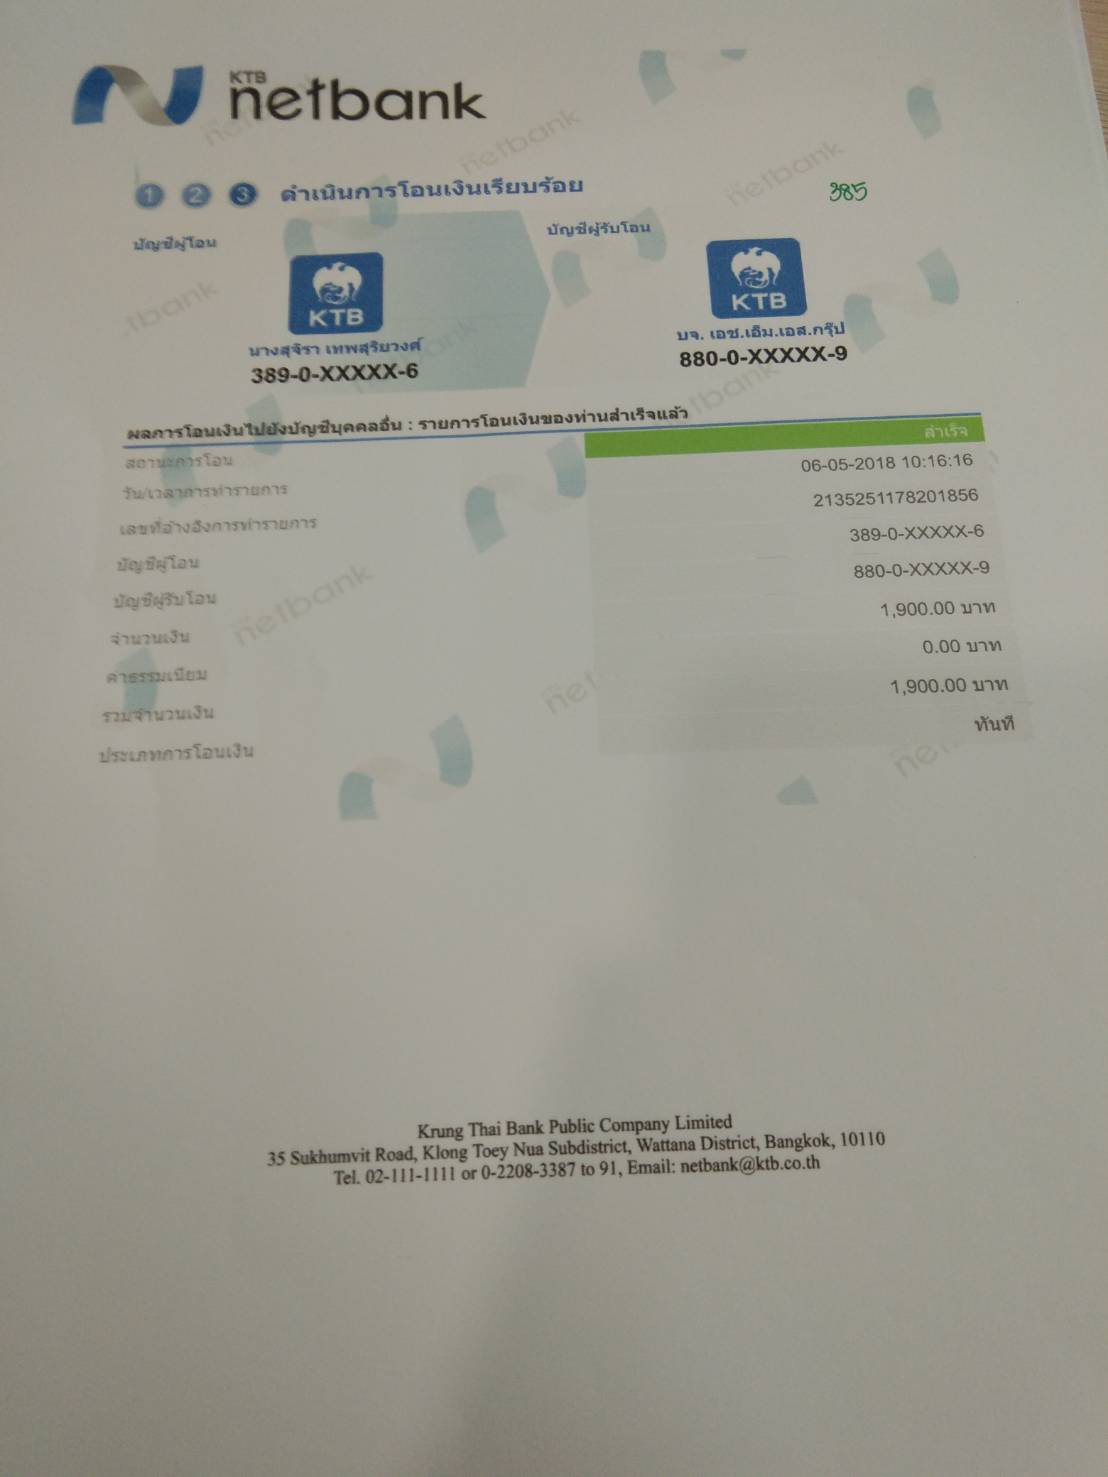 KTB
netbank
1 2 3 ดำเนินการโอนเงินเรียบร้อย
385
บัญชีผู้โอน
บัญชีผู้รับโอน
KTB
KTB
นางสุจิรา เทพสุริยวงศ์
บจ. เอช.เอ็ม.เอส.กรุ๊ป
389-0-XXXXX-6
880-0-XXXXX-9
ผลการโอนเงินไปยังบัญชีบุคคลอื่น : รายการโอนเงินของท่านสำเร็จแล้ว
สถานะการโอน สำเร็จ
วัน/เวลาการทำรายการ 06-05-2018 10:16:16
เลขที่อ้างอิงการทำรายการ 2135251178201856
บัญชีผู้โอน 389-0-XXXXX-6
บัญชีผู้รับโอน 880-0-XXXXX-9
จำนวนเงิน 1,900.00 บาท
ค่าธรรมเนียม 0.00 บาท
รวมจำนวนเงิน 1,900.00 บาท
ประเภทการโอนเงิน ทันที
Krung Thai Bank Public Company Limited
35 Sukhumvit Road, Klong Toey Nua Subdistrict, Wattana District, Bangkok, 10110
Tel. 02-111-1111 or 0-2208-3387 to 91, Email: netbank@ktb.co.th